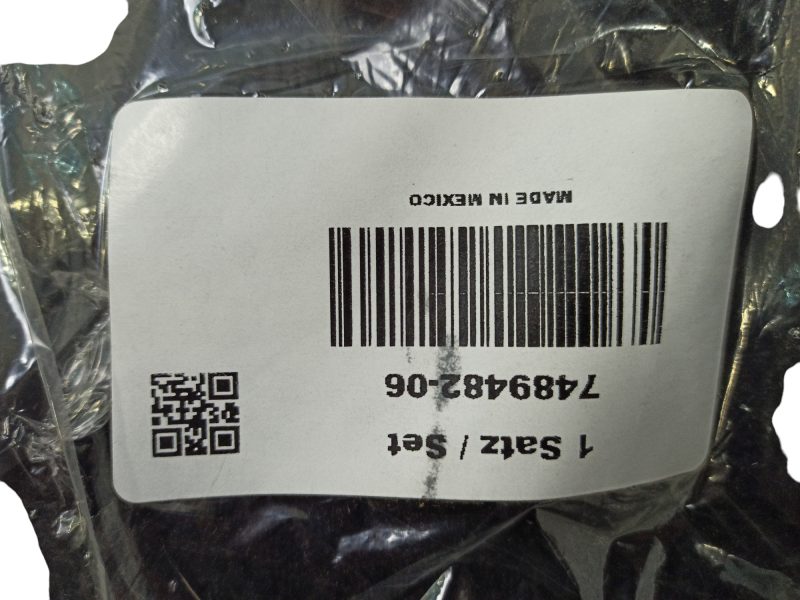 1 Satz / Set
7489482-06
MADE IN MEXICO